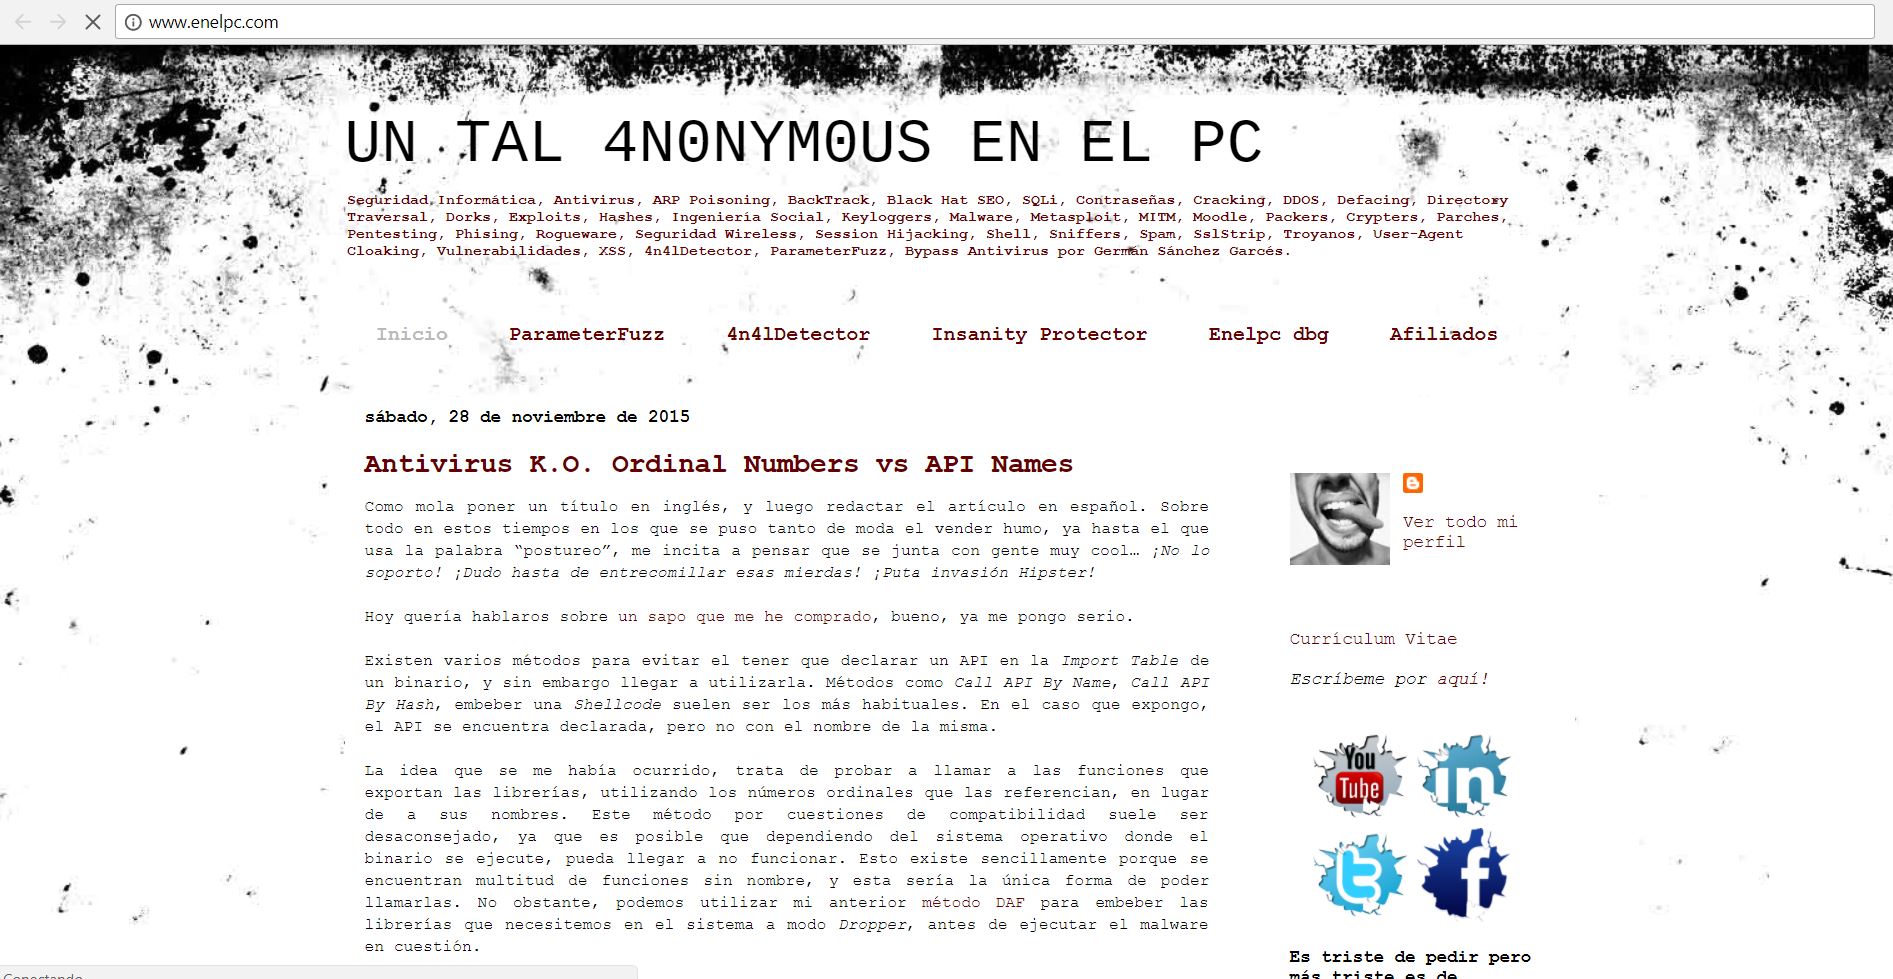 www.enelpc.com
UN TAL 4N0NYM0US EN EL PC
Seguridad Informática, Antivirus, ARP Poisoning, BackTrack, Black Hat SEO, SQLi, Contraseñas, Cracking, DDOS, Defacing, Directory
Traversal, Dorks, Exploits, Hashes, Ingeniería Social, Keyloggers, Malware, Metasploit, MITM, Moodle, Packers, Crypters, Parches,
Pentesting, Phising, Rogueware, Seguridad Wireless, Session Hijacking, Shell, Sniffers, Spam, SslStrip, Troyanos, User-Agent
Cloaking, Vulnerabilidades, XSS, 4n4lDetector, ParameterFuzz, Bypass Antivirus por Germán Sánchez Garcés.
Inicio ParameterFuzz 4n4lDetector Insanity Protector Enelpc dbg Afiliados
sábado, 28 de noviembre de 2015
Antivirus K.O. Ordinal Numbers vs API Names
Como mola poner un título en inglés, y luego redactar el artículo en español. Sobre
todo en estos tiempos en los que se puso tanto de moda el vender humo, ya hasta el que
usa la palabra “postureo”, me incita a pensar que se junta con gente muy cool… ¡No lo
soporto! ¡Dudo hasta de entrecomillar esas mierdas! ¡Puta invasión Hipster!
Hoy quería hablaros sobre un sapo que me he comprado, bueno, ya me pongo serio.
Existen varios métodos para evitar el tener que declarar un API en la Import Table de
un binario, y sin embargo llegar a utilizarla. Métodos como Call API By Name, Call API
By Hash, embeber una Shellcode suelen ser los más habituales. En el caso que expongo,
el API se encuentra declarada, pero no con el nombre de la misma.
La idea que se me había ocurrido, trata de probar a llamar a las funciones que
exportan las librerías, utilizando los números ordinales que las referencian, en lugar
de a sus nombres. Este método por cuestiones de compatibilidad suele ser
desaconsejado, ya que es posible que dependiendo del sistema operativo donde el
binario se ejecute, pueda llegar a no funcionar. Esto existe sencillamente porque se
encuentran multitud de funciones sin nombre, y esta sería la única forma de poder
llamarlas. No obstante, podemos utilizar mi anterior método DAF para embeber las
librerías que necesitemos en el sistema a modo Dropper, antes de ejecutar el malware
en cuestión.
Ver todo mi
perfil
Currículum Vitae
Escríbeme por aquí!
You
Tube
in
t
f
Es triste de pedir pero
más triste es de
Conectando